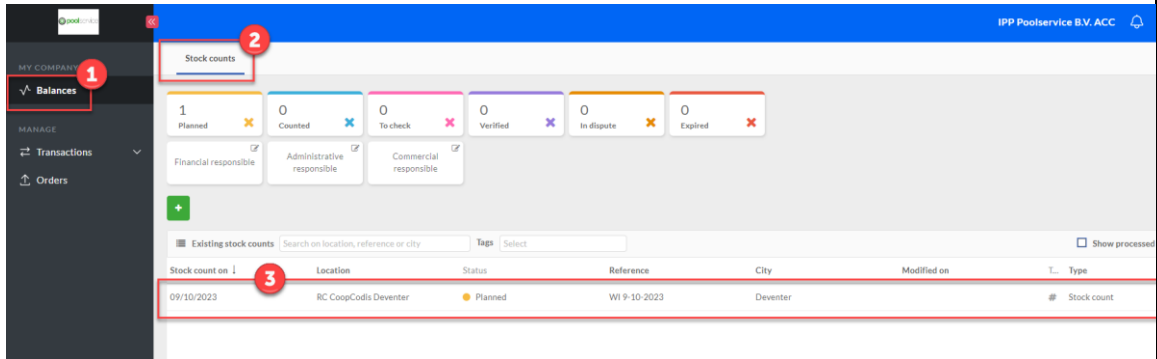 poolservice
IPP Poolservice B.V. ACC
2
Stock counts
MY COMPANY
1
Balances
1
Planned
0
Counted
0
To check
0
Verified
0
In dispute
0
Expired
MANAGE
Transactions
Orders
Financial responsible
Administrative
responsible
Commercial
responsible
+
Existing stock counts Search on location, reference or city Tags Select Show processed
Stock count on ↓ Location Status Reference City Modified on T... Type
3
09/10/2023 RC CoopCodis Deventer Planned WI 9-10-2023 Deventer # Stock count